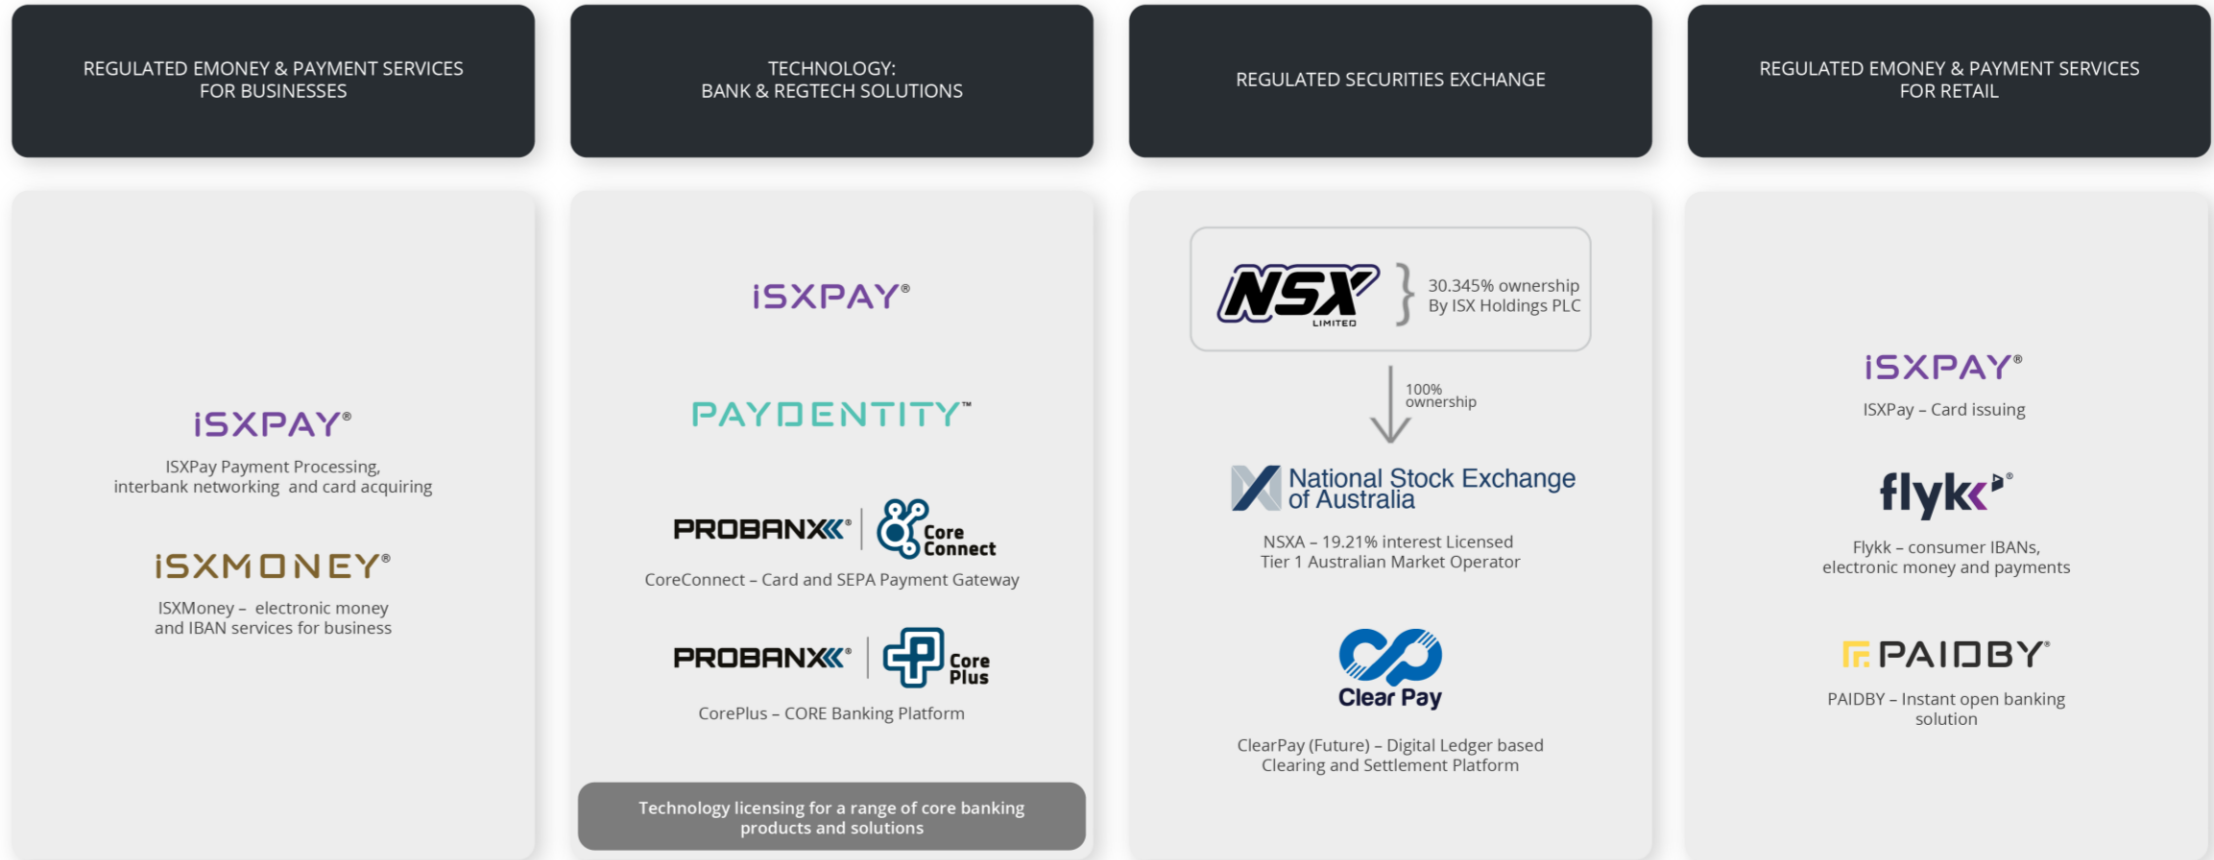 REGULATED EMONEY & PAYMENT SERVICES
FOR BUSINESSES
iSXPAY®
ISXPay Payment Processing,
interbank networking and card acquiring
iSXMONEY®
ISXMoney – electronic money
and IBAN services for business
TECHNOLOGY:
BANK & REGTECH SOLUTIONS
iSXPAY®
PAYDENTITY™
PROBANX®
Core
Connect
CoreConnect – Card and SEPA Payment Gateway
PROBANX®
Core
Plus
CorePlus – CORE Banking Platform
Technology licensing for a range of core banking
products and solutions
REGULATED SECURITIES EXCHANGE
NSX
LIMITED
30.345% ownership
By ISX Holdings PLC
100%
ownership
National Stock Exchange
of Australia
NSXA – 19.21% interest Licensed
Tier 1 Australian Market Operator
Clear Pay
ClearPay (Future) – Digital Ledger based
Clearing and Settlement Platform
REGULATED EMONEY & PAYMENT SERVICES
FOR RETAIL
iSXPAY®
ISXPay – Card issuing
flykk®
Flykk – consumer IBANs,
electronic money and payments
PAIDBY®
PAIDBY – Instant open banking
solution